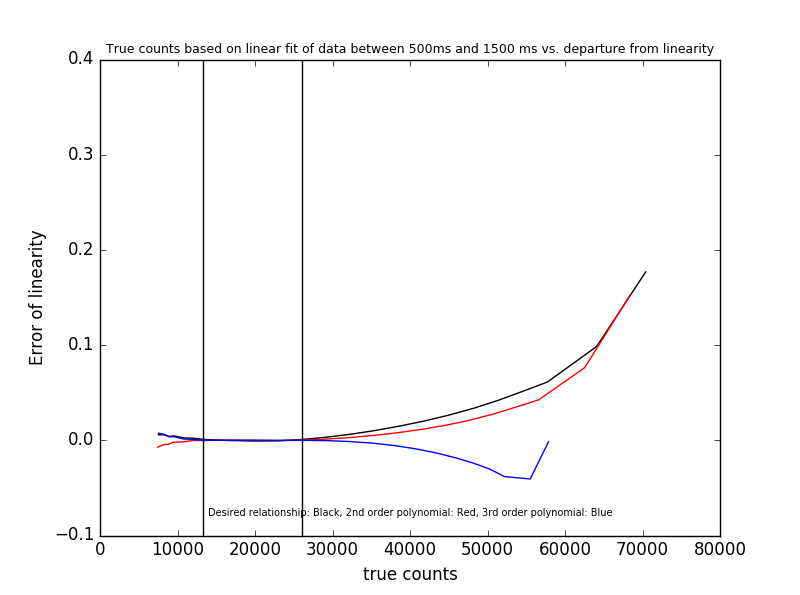 True counts based on linear fit of data between 500ms and 1500 ms vs. departure from linearity
0.4
0.3
0.2
0.1
0.0
−0.1
Error of linearity
Desired relationship: Black, 2nd order polynomial: Red, 3rd order polynomial: Blue
0 10000 20000 30000 40000 50000 60000 70000 80000
true counts